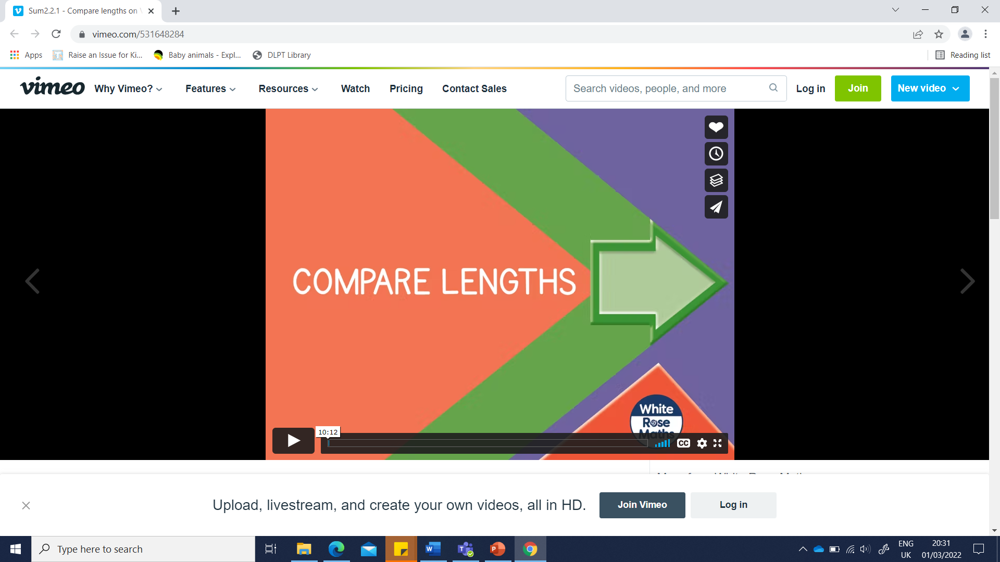 Sum2.2.1 - Compare lengths on
vimeo.com/531648284
Apps
Raise an Issue for Ki...
Baby animals - Expl...
DLPT Library
Reading list
vimeo
Why Vimeo?
Features
Resources
Watch
Pricing
Contact Sales
Search videos, people, and more
Log in
Join
New video
COMPARE LENGTHS
White
Rose
Maths
10:12
CC
Upload, livestream, and create your own videos, all in HD.
Join Vimeo
Log in
Type here to search
ENG
UK
20:31
01/03/2022